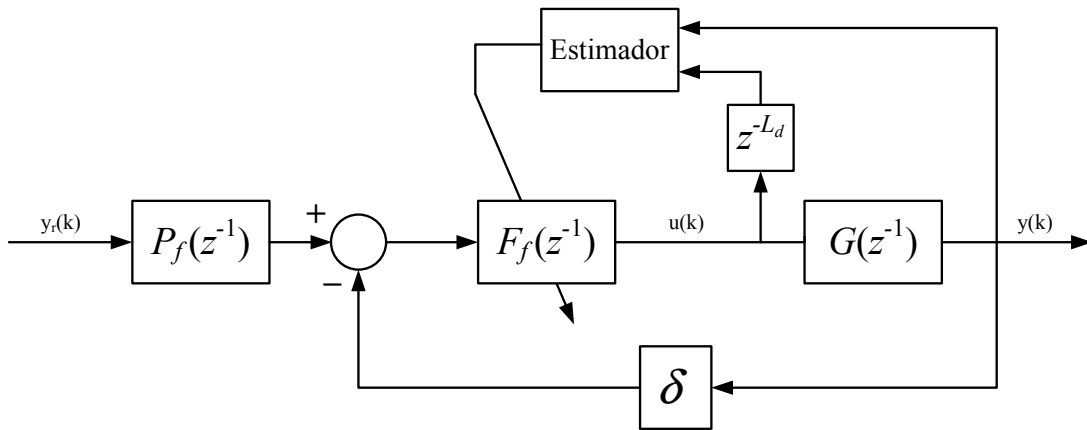 Estimador
z^{-L_d}
y_r(k)
P_f(z^{-1})
+
−
F_f(z^{-1})
u(k)
G(z^{-1})
y(k)
δ